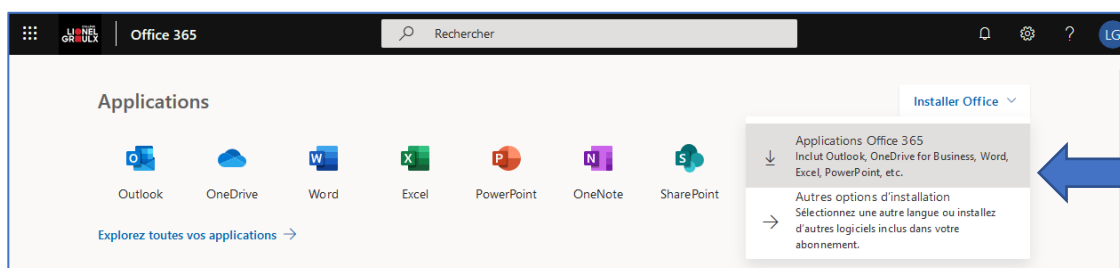 COLLÈGE
LIONEL
GROULX
Office 365
Rechercher
?
LG
Applications
Installer Office
Applications Office 365
Inclut Outlook, OneDrive for Business, Word,
Excel, PowerPoint, etc.
Outlook
OneDrive
Word
Excel
PowerPoint
OneNote
SharePoint
Autres options d'installation
Sélectionnez une autre langue ou installez
d'autres logiciels inclus dans votre
abonnement.
Explorez toutes vos applications →